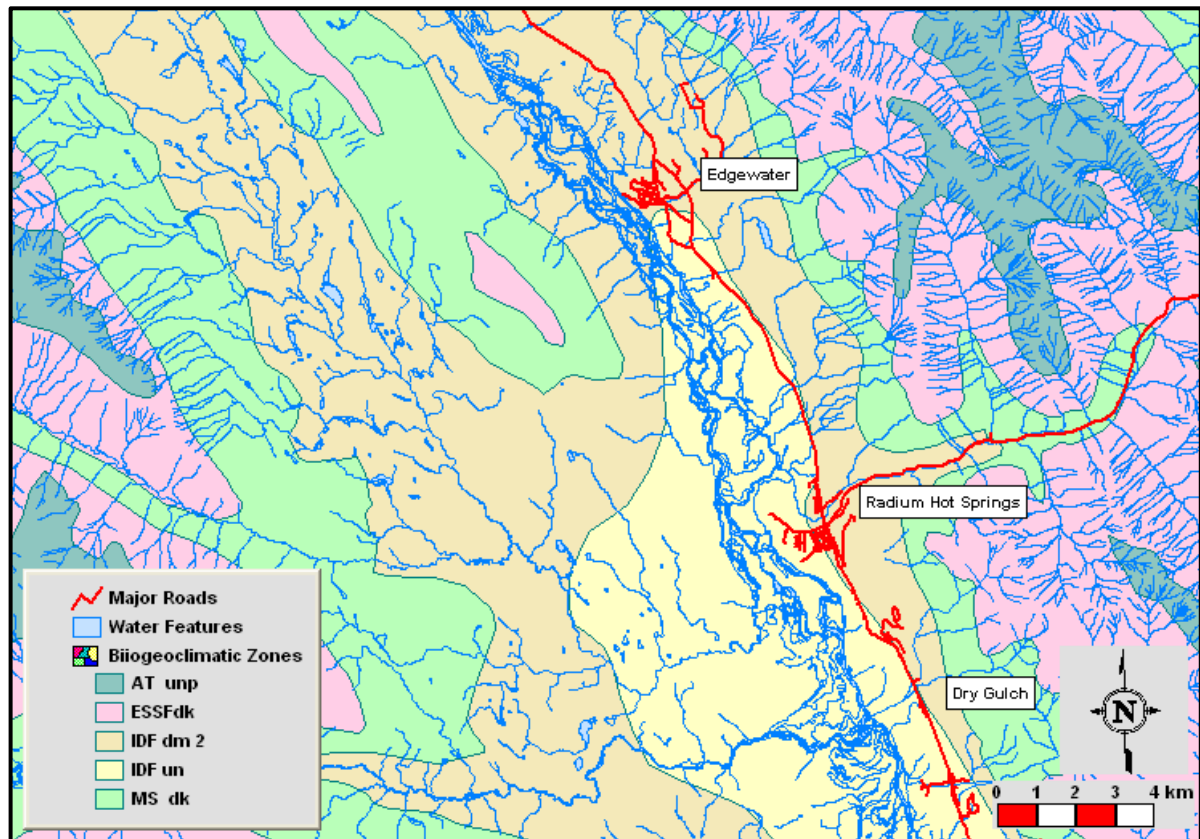 Edgewater
Radium Hot Springs
Major Roads
Water Features
Biiogeoclimatic Zones
AT unp
ESSFdk
IDF dm 2
IDF un
MS dk
Dry Gulch
N
0 1 2 3 4 km